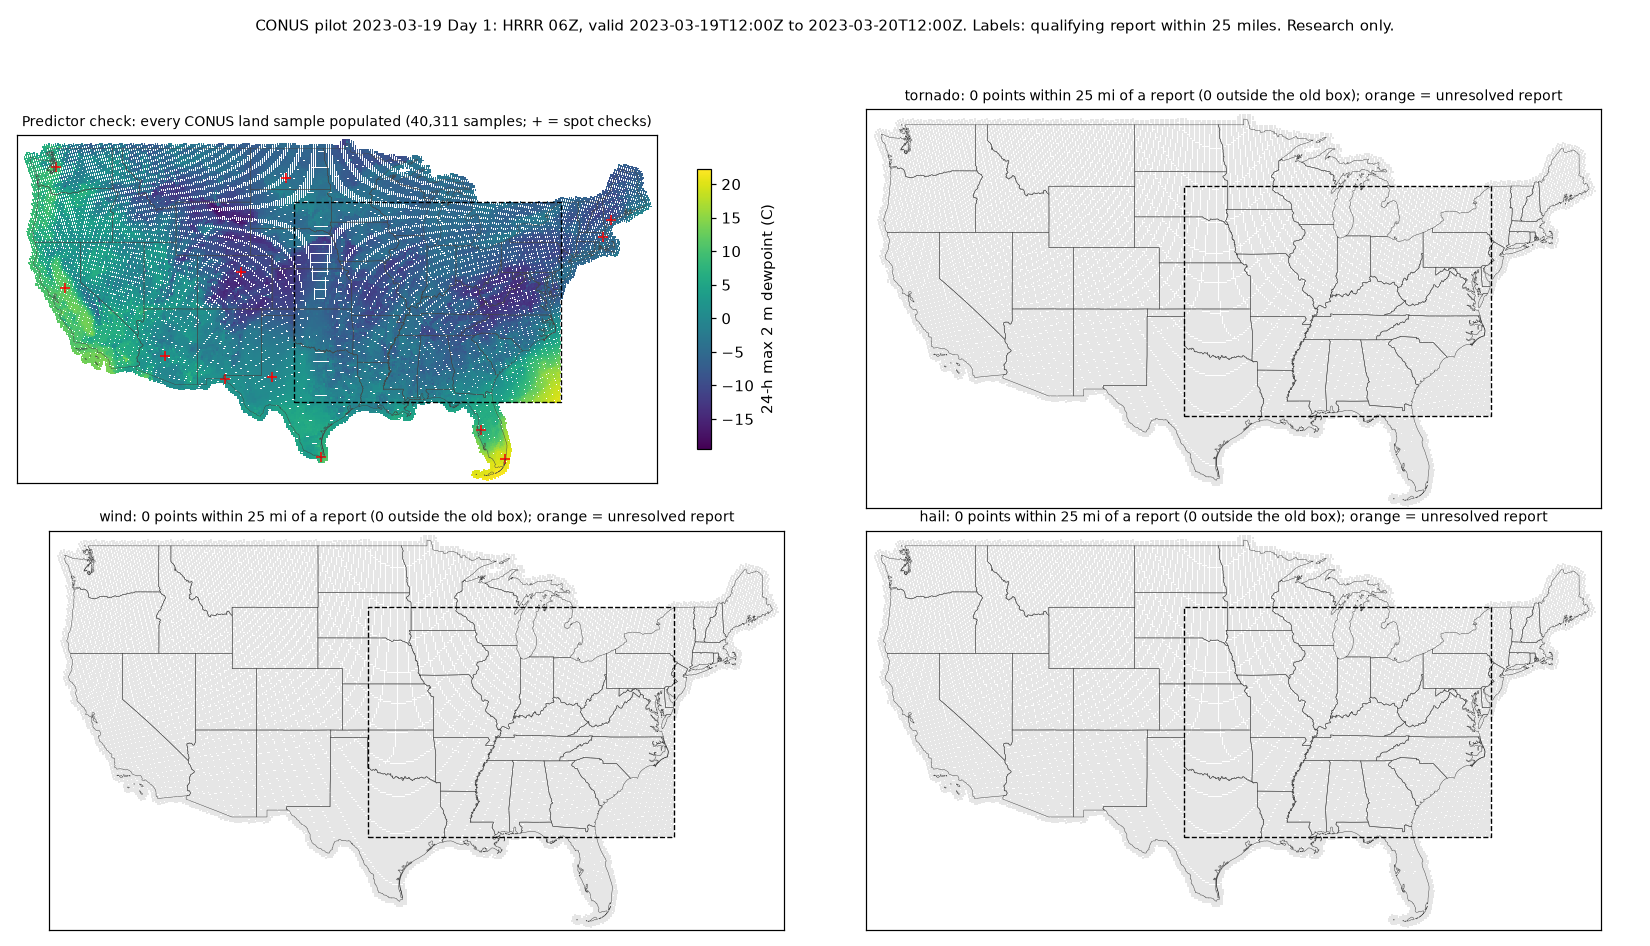 CONUS pilot 2023-03-19 Day 1: HRRR 06Z, valid 2023-03-19T12:00Z to 2023-03-20T12:00Z. Labels: qualifying report within 25 miles. Research only.
Predictor check: every CONUS land sample populated (40,311 samples; + = spot checks)
20
15
10
5
0
−5
−10
−15
24-h max 2 m dewpoint (C)
tornado: 0 points within 25 mi of a report (0 outside the old box); orange = unresolved report
wind: 0 points within 25 mi of a report (0 outside the old box); orange = unresolved report
hail: 0 points within 25 mi of a report (0 outside the old box); orange = unresolved report